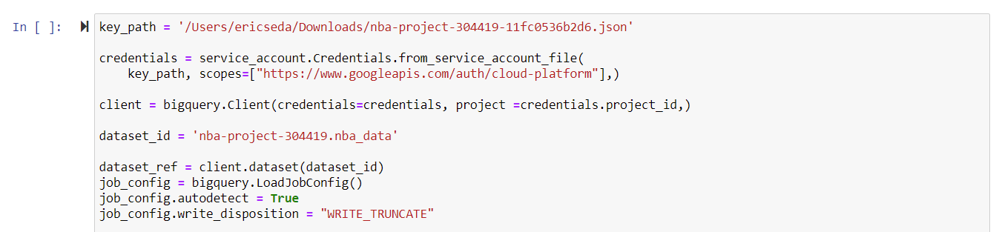 In [ ]: key_path = '/Users/ericseda/Downloads/nba-project-304419-11fc0536b2d6.json'
credentials = service_account.Credentials.from_service_account_file(
    key_path, scopes=["https://www.googleapis.com/auth/cloud-platform"],)
client = bigquery.Client(credentials=credentials, project =credentials.project_id,)
dataset_id = 'nba-project-304419.nba_data'
dataset_ref = client.dataset(dataset_id)
job_config = bigquery.LoadJobConfig()
job_config.autodetect = True
job_config.write_disposition = "WRITE_TRUNCATE"